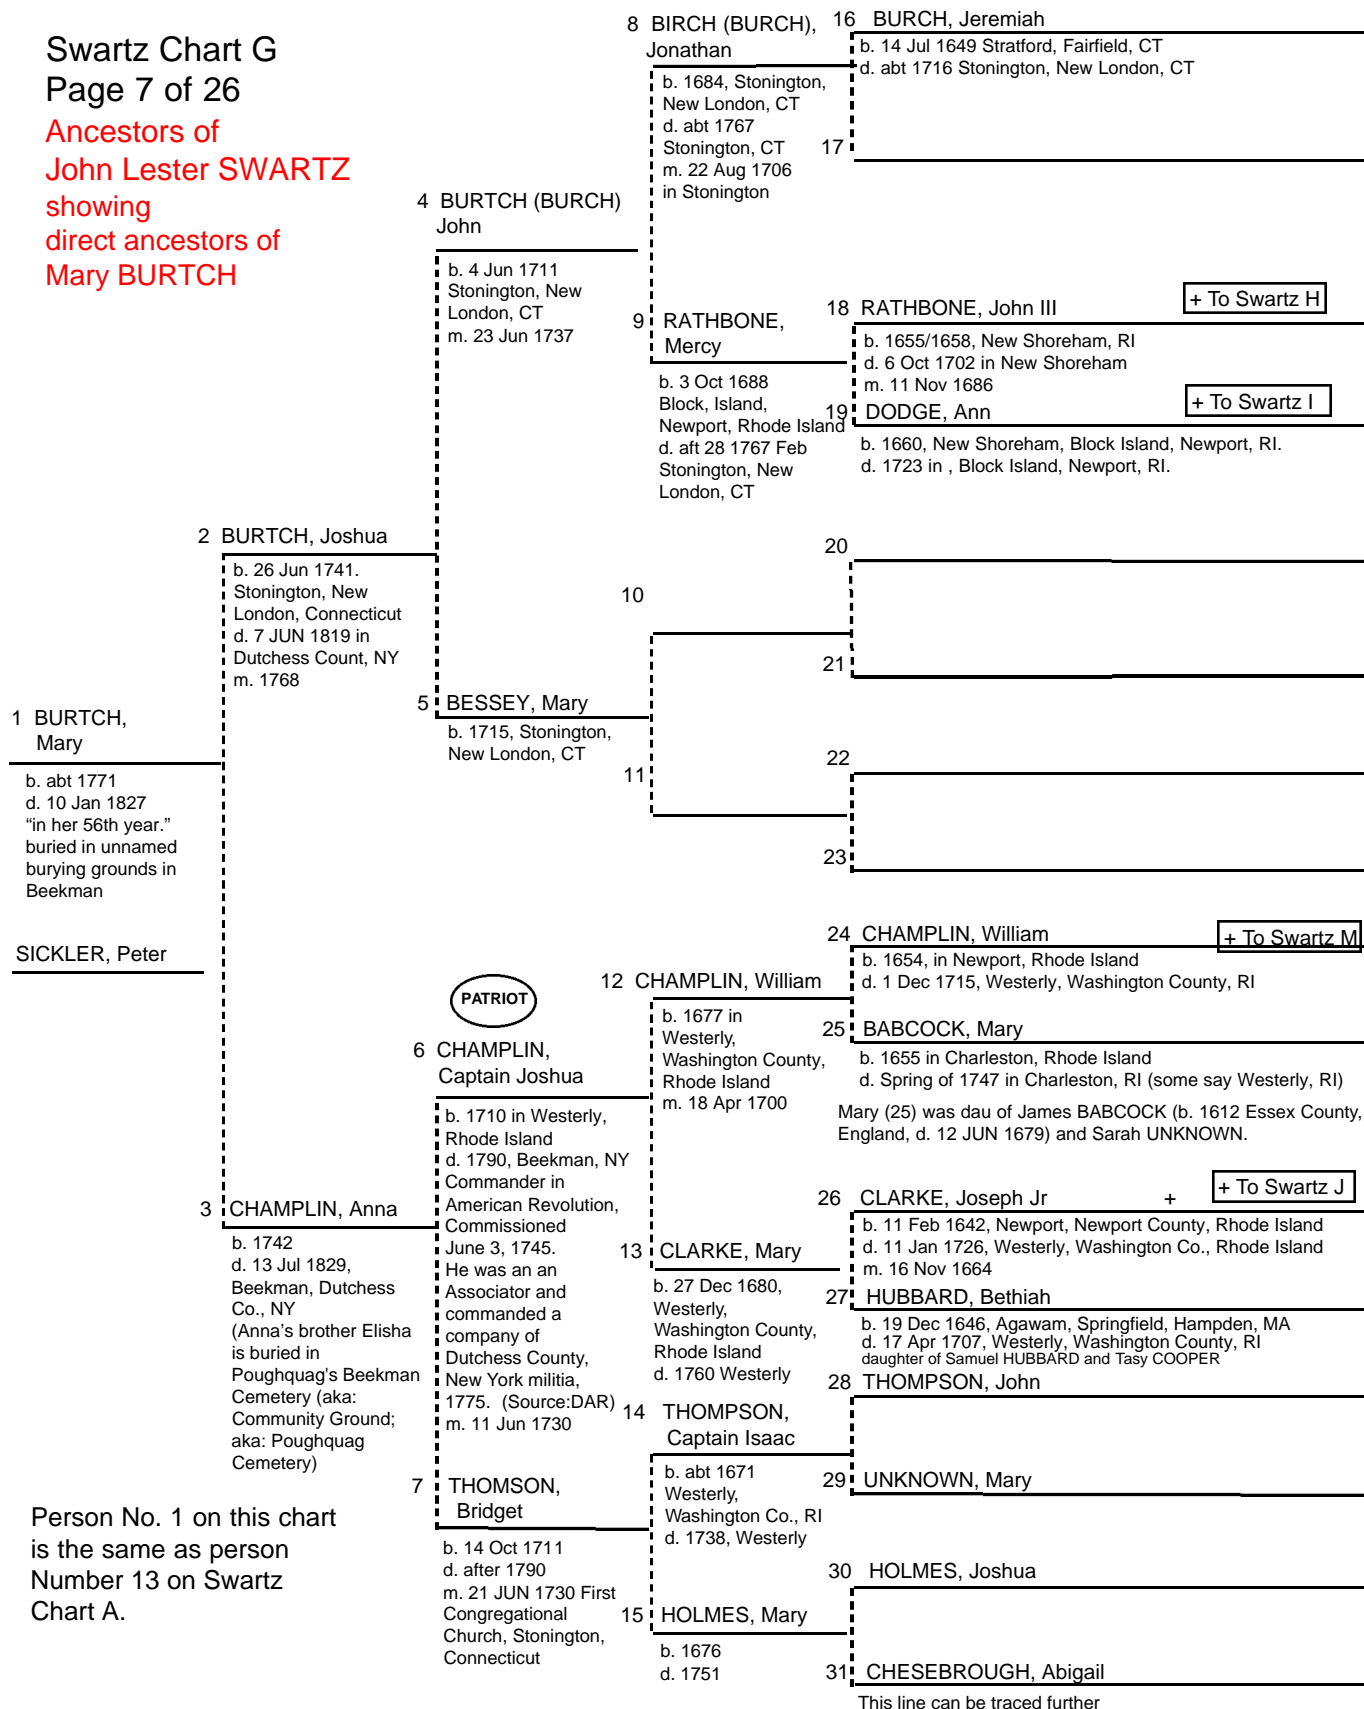 Swartz Chart G
Page 7 of 26
Ancestors of
John Lester SWARTZ
showing
direct ancestors of
Mary BURTCH
1 BURTCH,
Mary
b. abt 1771
d. 10 Jan 1827
“in her 56th year.”
buried in unnamed
burying grounds in
Beekman
SICKLER, Peter
Person No. 1 on this chart
is the same as person
Number 13 on Swartz
Chart A.
2 BURTCH, Joshua
b. 26 Jun 1741.
Stonington, New
London, Connecticut
d. 7 JUN 1819 in
Dutchess Count, NY
m. 1768
3 CHAMPLIN, Anna
b. 1742
d. 13 Jul 1829,
Beekman, Dutchess
Co., NY
(Anna’s brother Elisha
is buried in
Poughquag's Beekman
Cemetery (aka:
Community Ground;
aka: Poughquag
Cemetery)
4 BURTCH (BURCH)
John
b. 4 Jun 1711
Stonington, New
London, CT
m. 23 Jun 1737
5 BESSEY, Mary
b. 1715, Stonington,
New London, CT
PATRIOT
6 CHAMPLIN,
Captain Joshua
b. 1710 in Westerly,
Rhode Island
d. 1790, Beekman, NY
Commander in
American Revolution,
Commissioned
June 3, 1745.
He was an an
Associator and
commanded a
company of
Dutchess County,
New York militia,
1775. (Source:DAR)
m. 11 Jun 1730
7 THOMSON,
Bridget
b. 14 Oct 1711
d. after 1790
m. 21 JUN 1730 First
Congregational
Church, Stonington,
Connecticut
8 BIRCH (BURCH),
Jonathan
b. 1684, Stonington,
New London, CT
d. abt 1767
Stonington, CT
m. 22 Aug 1706
in Stonington
9 RATHBONE,
Mercy
b. 3 Oct 1688
Block, Island,
Newport, Rhode Island
d. aft 28 1767 Feb
Stonington, New
London, CT
10
11
12 CHAMPLIN, William
b. 1677 in
Westerly,
Washington County,
Rhode Island
m. 18 Apr 1700
13 CLARKE, Mary
b. 27 Dec 1680,
Westerly,
Washington County,
Rhode Island
d. 1760 Westerly
14 THOMPSON,
Captain Isaac
b. abt 1671
Westerly,
Washington Co., RI
d. 1738, Westerly
15 HOLMES, Mary
b. 1676
d. 1751
16 BURCH, Jeremiah
b. 14 Jul 1649 Stratford, Fairfield, CT
d. abt 1716 Stonington, New London, CT
17
18 RATHBONE, John III
+ To Swartz H
b. 1655/1658, New Shoreham, RI
d. 6 Oct 1702 in New Shoreham
m. 11 Nov 1686
19 DODGE, Ann
+ To Swartz I
b. 1660, New Shoreham, Block Island, Newport, RI.
d. 1723 in , Block Island, Newport, RI.
20
21
22
23
24 CHAMPLIN, William
+ To Swartz M
b. 1654, in Newport, Rhode Island
d. 1 Dec 1715, Westerly, Washington County, RI
25 BABCOCK, Mary
b. 1655 in Charleston, Rhode Island
d. Spring of 1747 in Charleston, RI (some say Westerly, RI)
Mary (25) was dau of James BABCOCK (b. 1612 Essex County,
England, d. 12 JUN 1679) and Sarah UNKNOWN.
26 CLARKE, Joseph Jr +
+ To Swartz J
b. 11 Feb 1642, Newport, Newport County, Rhode Island
d. 11 Jan 1726, Westerly, Washington Co., Rhode Island
m. 16 Nov 1664
27 HUBBARD, Bethiah
b. 19 Dec 1646, Agawam, Springfield, Hampden, MA
d. 17 Apr 1707, Westerly, Washington County, RI
daughter of Samuel HUBBARD and Tasy COOPER
28 THOMPSON, John
29 UNKNOWN, Mary
30 HOLMES, Joshua
31 CHESEBROUGH, Abigail
This line can be traced further